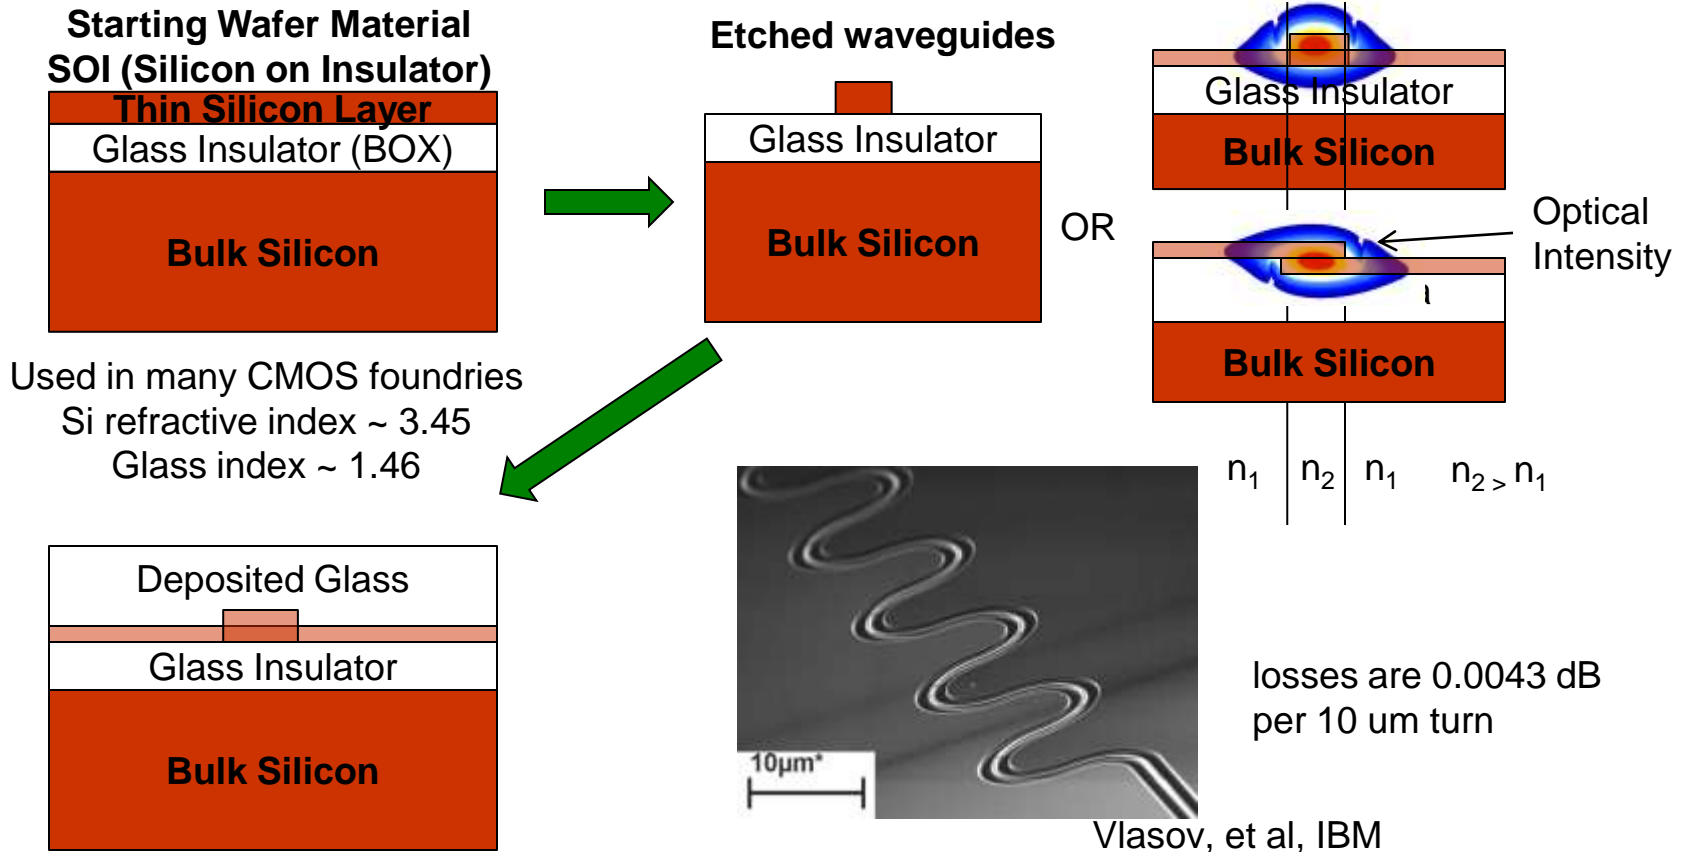 Starting Wafer Material
SOI (Silicon on Insulator)
Thin Silicon Layer
Glass Insulator (BOX)
Bulk Silicon
Used in many CMOS foundries
Si refractive index ~ 3.45
Glass index ~ 1.46
Etched waveguides
Glass Insulator
Bulk Silicon
OR
Glass Insulator
Bulk Silicon
Optical
Intensity
Bulk Silicon
n1 n2 n1 n2 > n1
Deposited Glass
Glass Insulator
Bulk Silicon
10µm*
losses are 0.0043 dB
per 10 um turn
Vlasov, et al, IBM